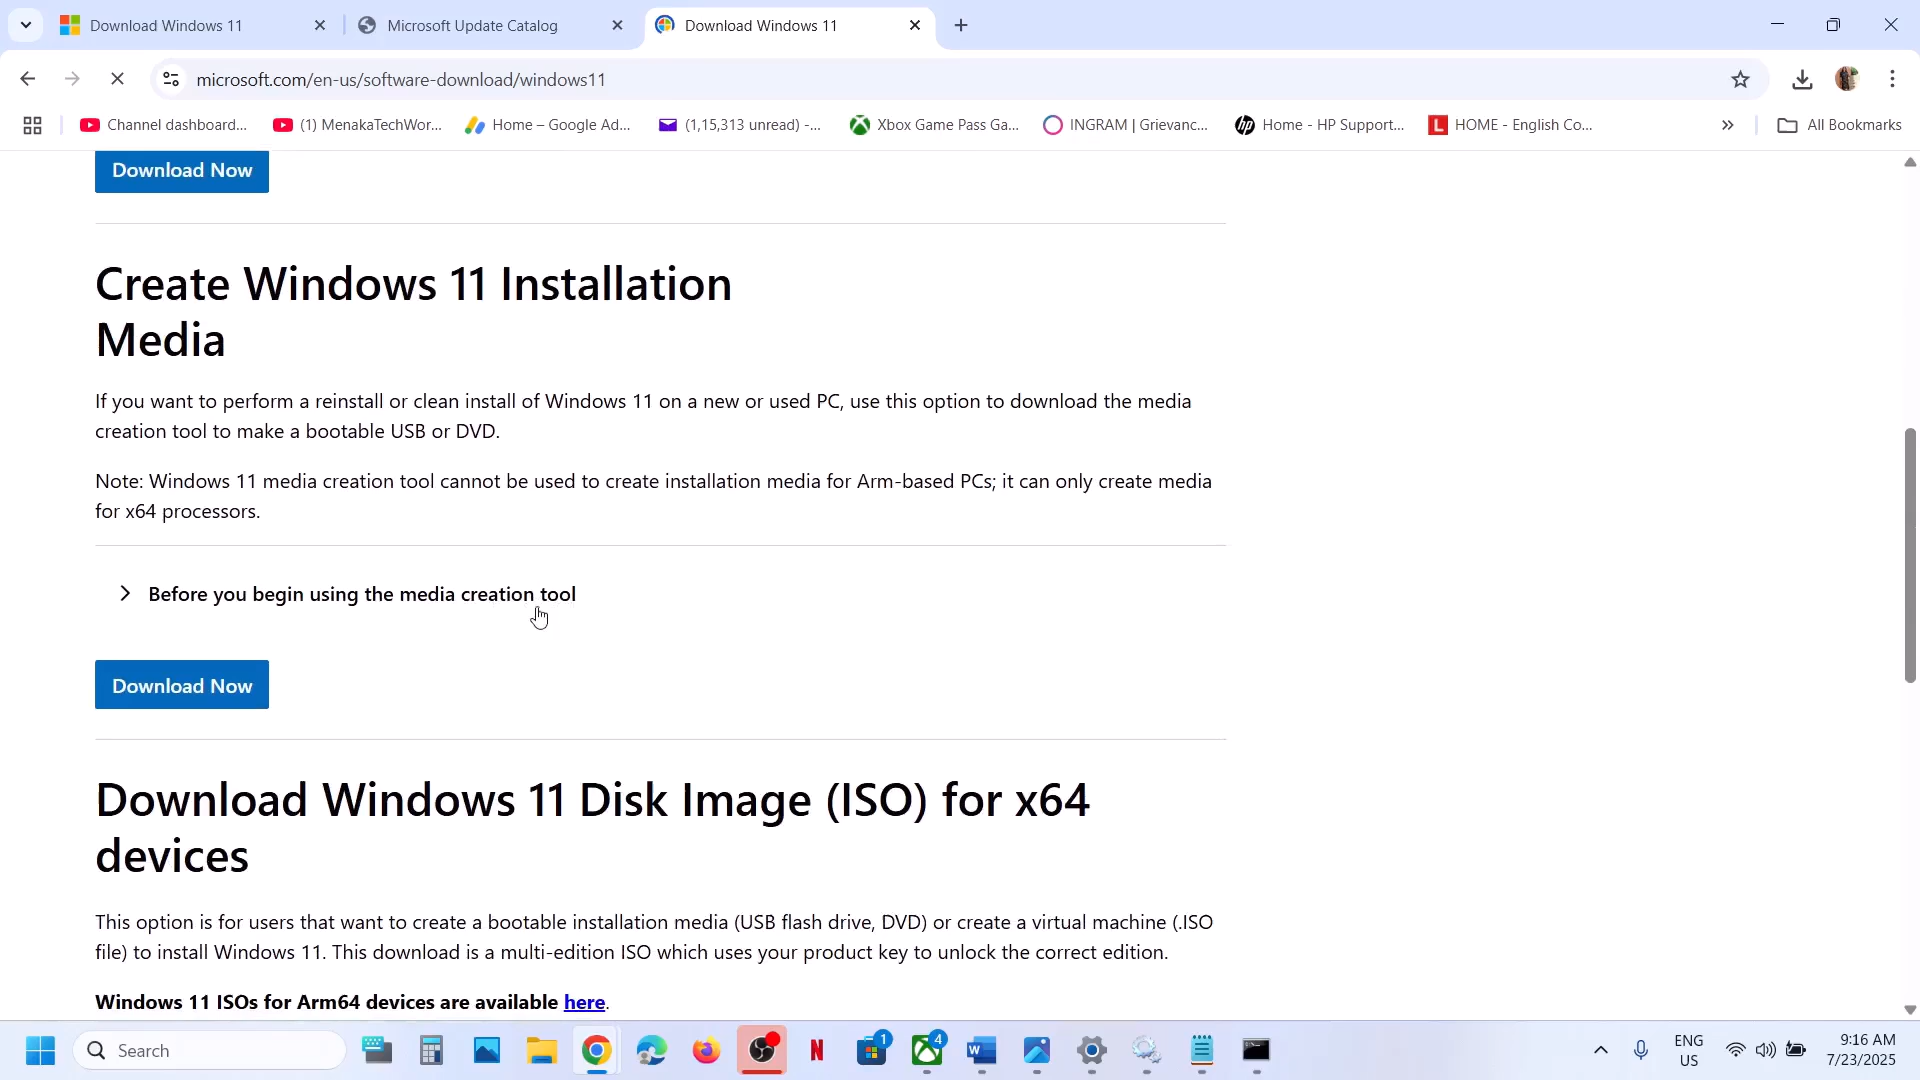 Download Windows 11
Microsoft Update Catalog
Download Windows 11
microsoft.com/en-us/software-download/windows11
Channel dashboard...
(1) MenakaTechWor...
Home – Google Ad...
(1,15,313 unread) -...
Xbox Game Pass Ga...
INGRAM | Grievanc...
Home - HP Support...
HOME - English Co...
All Bookmarks
Download Now
Create Windows 11 Installation
Media
If you want to perform a reinstall or clean install of Windows 11 on a new or used PC, use this option to download the media
creation tool to make a bootable USB or DVD.
Note: Windows 11 media creation tool cannot be used to create installation media for Arm-based PCs; it can only create media
for x64 processors.
Before you begin using the media creation tool
Download Now
Download Windows 11 Disk Image (ISO) for x64
devices
This option is for users that want to create a bootable installation media (USB flash drive, DVD) or create a virtual machine (.ISO
file) to install Windows 11. This download is a multi-edition ISO which uses your product key to unlock the correct edition.
Windows 11 ISOs for Arm64 devices are available here.
Search
1
4
ENG
US
9:16 AM
7/23/2025